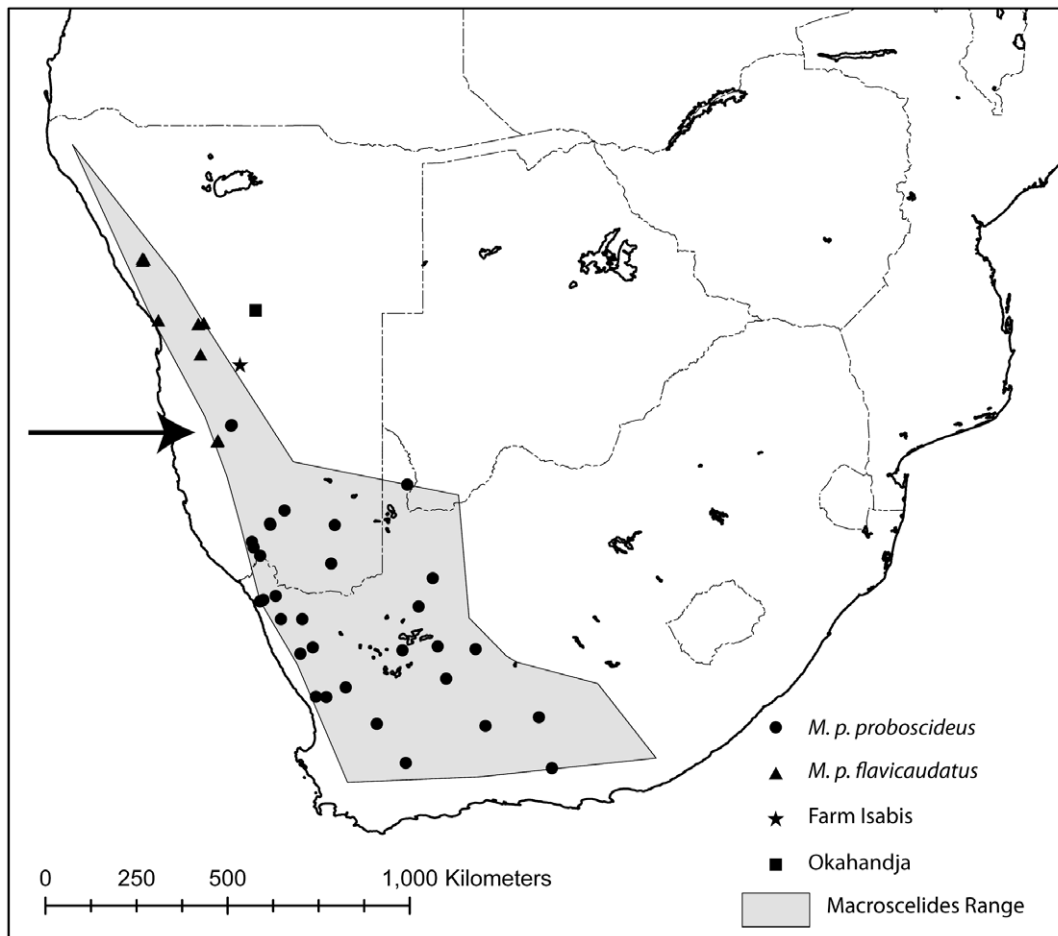 M. p. proboscideus
M. p. flavicaudatus
Farm Isabis
Okahandja
Macroscelides Range
0 250 500 1,000 Kilometers